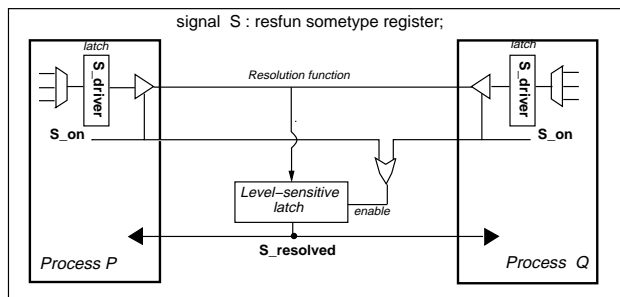 signal S : resfun sometype register;
latch
latch
S_driver
Resolution function
S_driver
S_on
S_on
Level-sensitive
latch
enable
S_resolved
Process P
Process Q